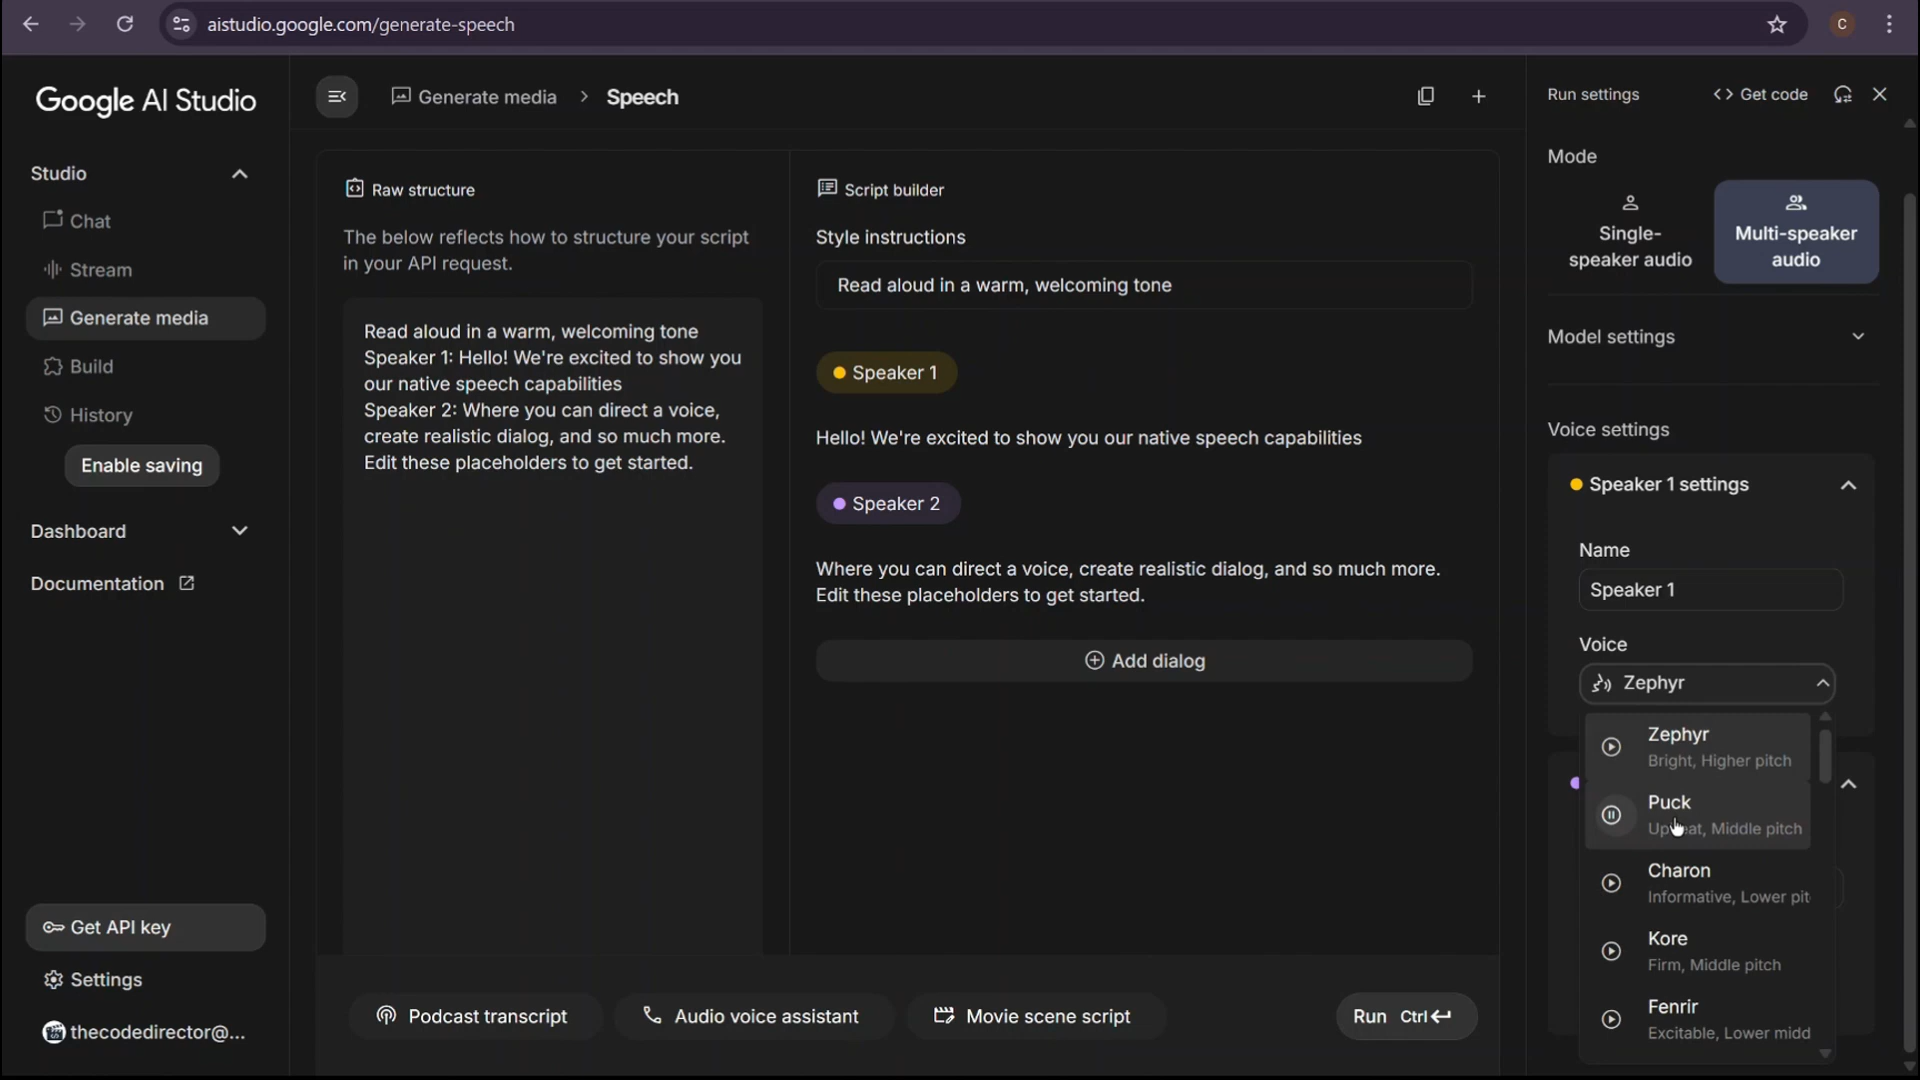 aistudio.google.com/generate-speech
C
Google AI Studio
Studio
Chat
Stream
Generate media
Build
History
Enable saving
Dashboard
Documentation
Get API key
Settings
thecodedirector@...
Generate media > Speech
Raw structure
The below reflects how to structure your script
in your API request.
Read aloud in a warm, welcoming tone
Speaker 1: Hello! We're excited to show you
our native speech capabilities
Speaker 2: Where you can direct a voice,
create realistic dialog, and so much more.
Edit these placeholders to get started.
Script builder
Style instructions
Read aloud in a warm, welcoming tone
Speaker 1
Hello! We're excited to show you our native speech capabilities
Speaker 2
Where you can direct a voice, create realistic dialog, and so much more.
Edit these placeholders to get started.
Add dialog
Podcast transcript
Audio voice assistant
Movie scene script
Run Ctrl
Run settings
<> Get code
Mode
Single-
speaker audio
Multi-speaker
audio
Model settings
Voice settings
Speaker 1 settings
Name
Speaker 1
Voice
Zephyr
Zephyr
Bright, Higher pitch
Puck
Middle pitch
Charon
Informative, Lower pit
Kore
Firm, Middle pitch
Fenrir
Excitable, Lower midd